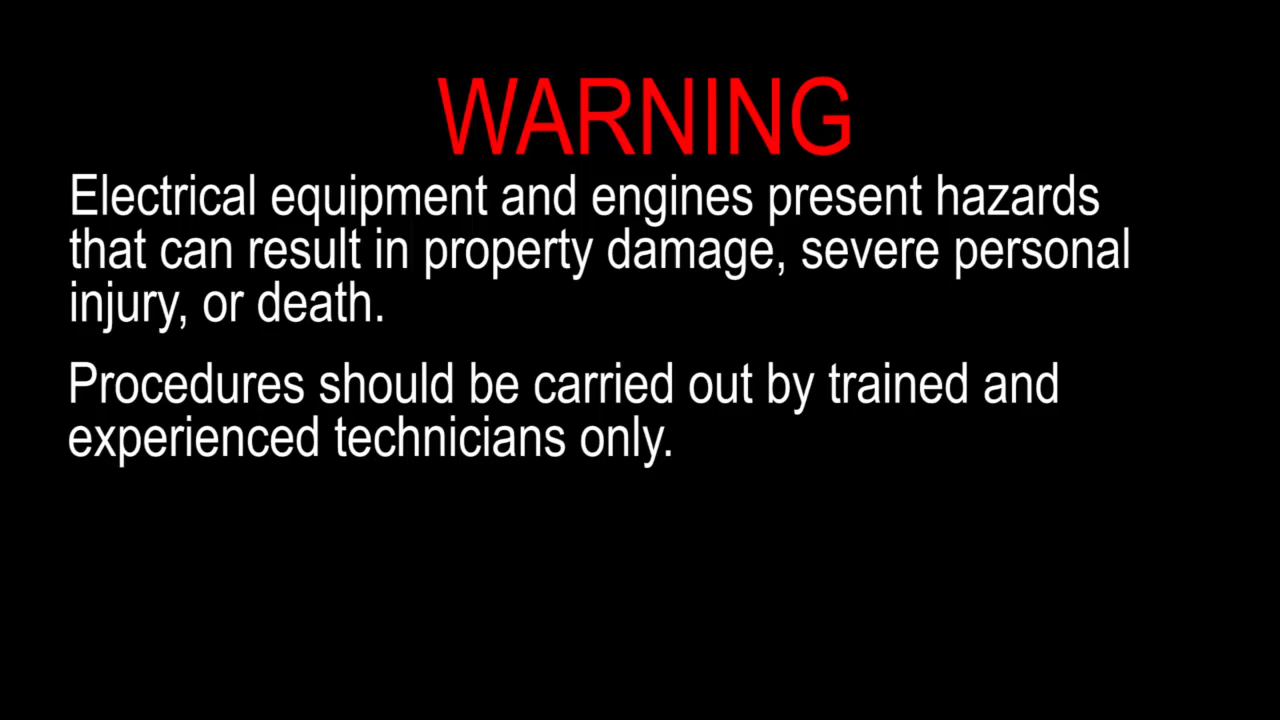 WARNING
Electrical equipment and engines present hazards
that can result in property damage, severe personal
injury, or death.
Procedures should be carried out by trained and
experienced technicians only.